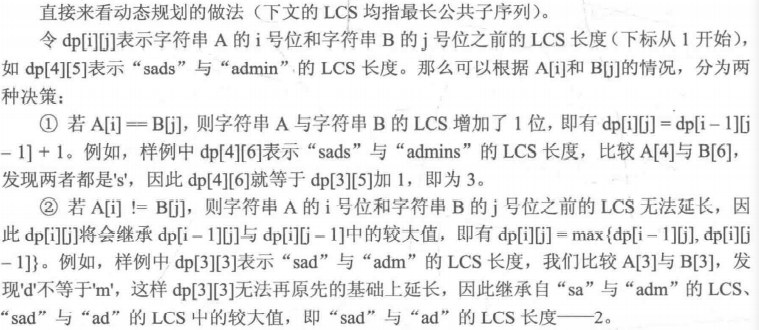 直接来看动态规划的做法（下文的 LCS 均指最长公共子序列）。
令 dp[i][j]表示字符串 A 的 i 号位和字符串 B 的 j 号位之前的 LCS 长度（下标从 1 开始），
如 dp[4][5]表示“sads”与“admin”的 LCS 长度。那么可以根据 A[i]和 B[j]的情况，分为两
种决策：
① 若 A[i] == B[j]，则字符串 A 与字符串 B 的 LCS 增加了 1 位，即有 dp[i][j] = dp[i – 1][j
– 1] + 1。例如，样例中 dp[4][6]表示“sads”与“admins”的 LCS 长度，比较 A[4]与 B[6]，
发现两者都是's'，因此 dp[4][6]就等于 dp[3][5]加 1，即为 3。
② 若 A[i] != B[j]，则字符串 A 的 i 号位和字符串 B 的 j 号位之前的 LCS 无法延长，因
此 dp[i][j]将会继承 dp[i – 1][j]与 dp[i][j – 1]中的较大值，即有 dp[i][j] = max{dp[i – 1][j], dp[i][j
– 1]}。例如，样例中 dp[3][3]表示“sad”与“adm”的 LCS 长度，我们比较 A[3]与 B[3]，发
现'd'不等于'm'，这样 dp[3][3]无法再原先的基础上延长，因此继承自“sa”与“adm”的 LCS、
“sad”与“ad”的 LCS 中的较大值，即“sad”与“ad”的 LCS 长度——2。